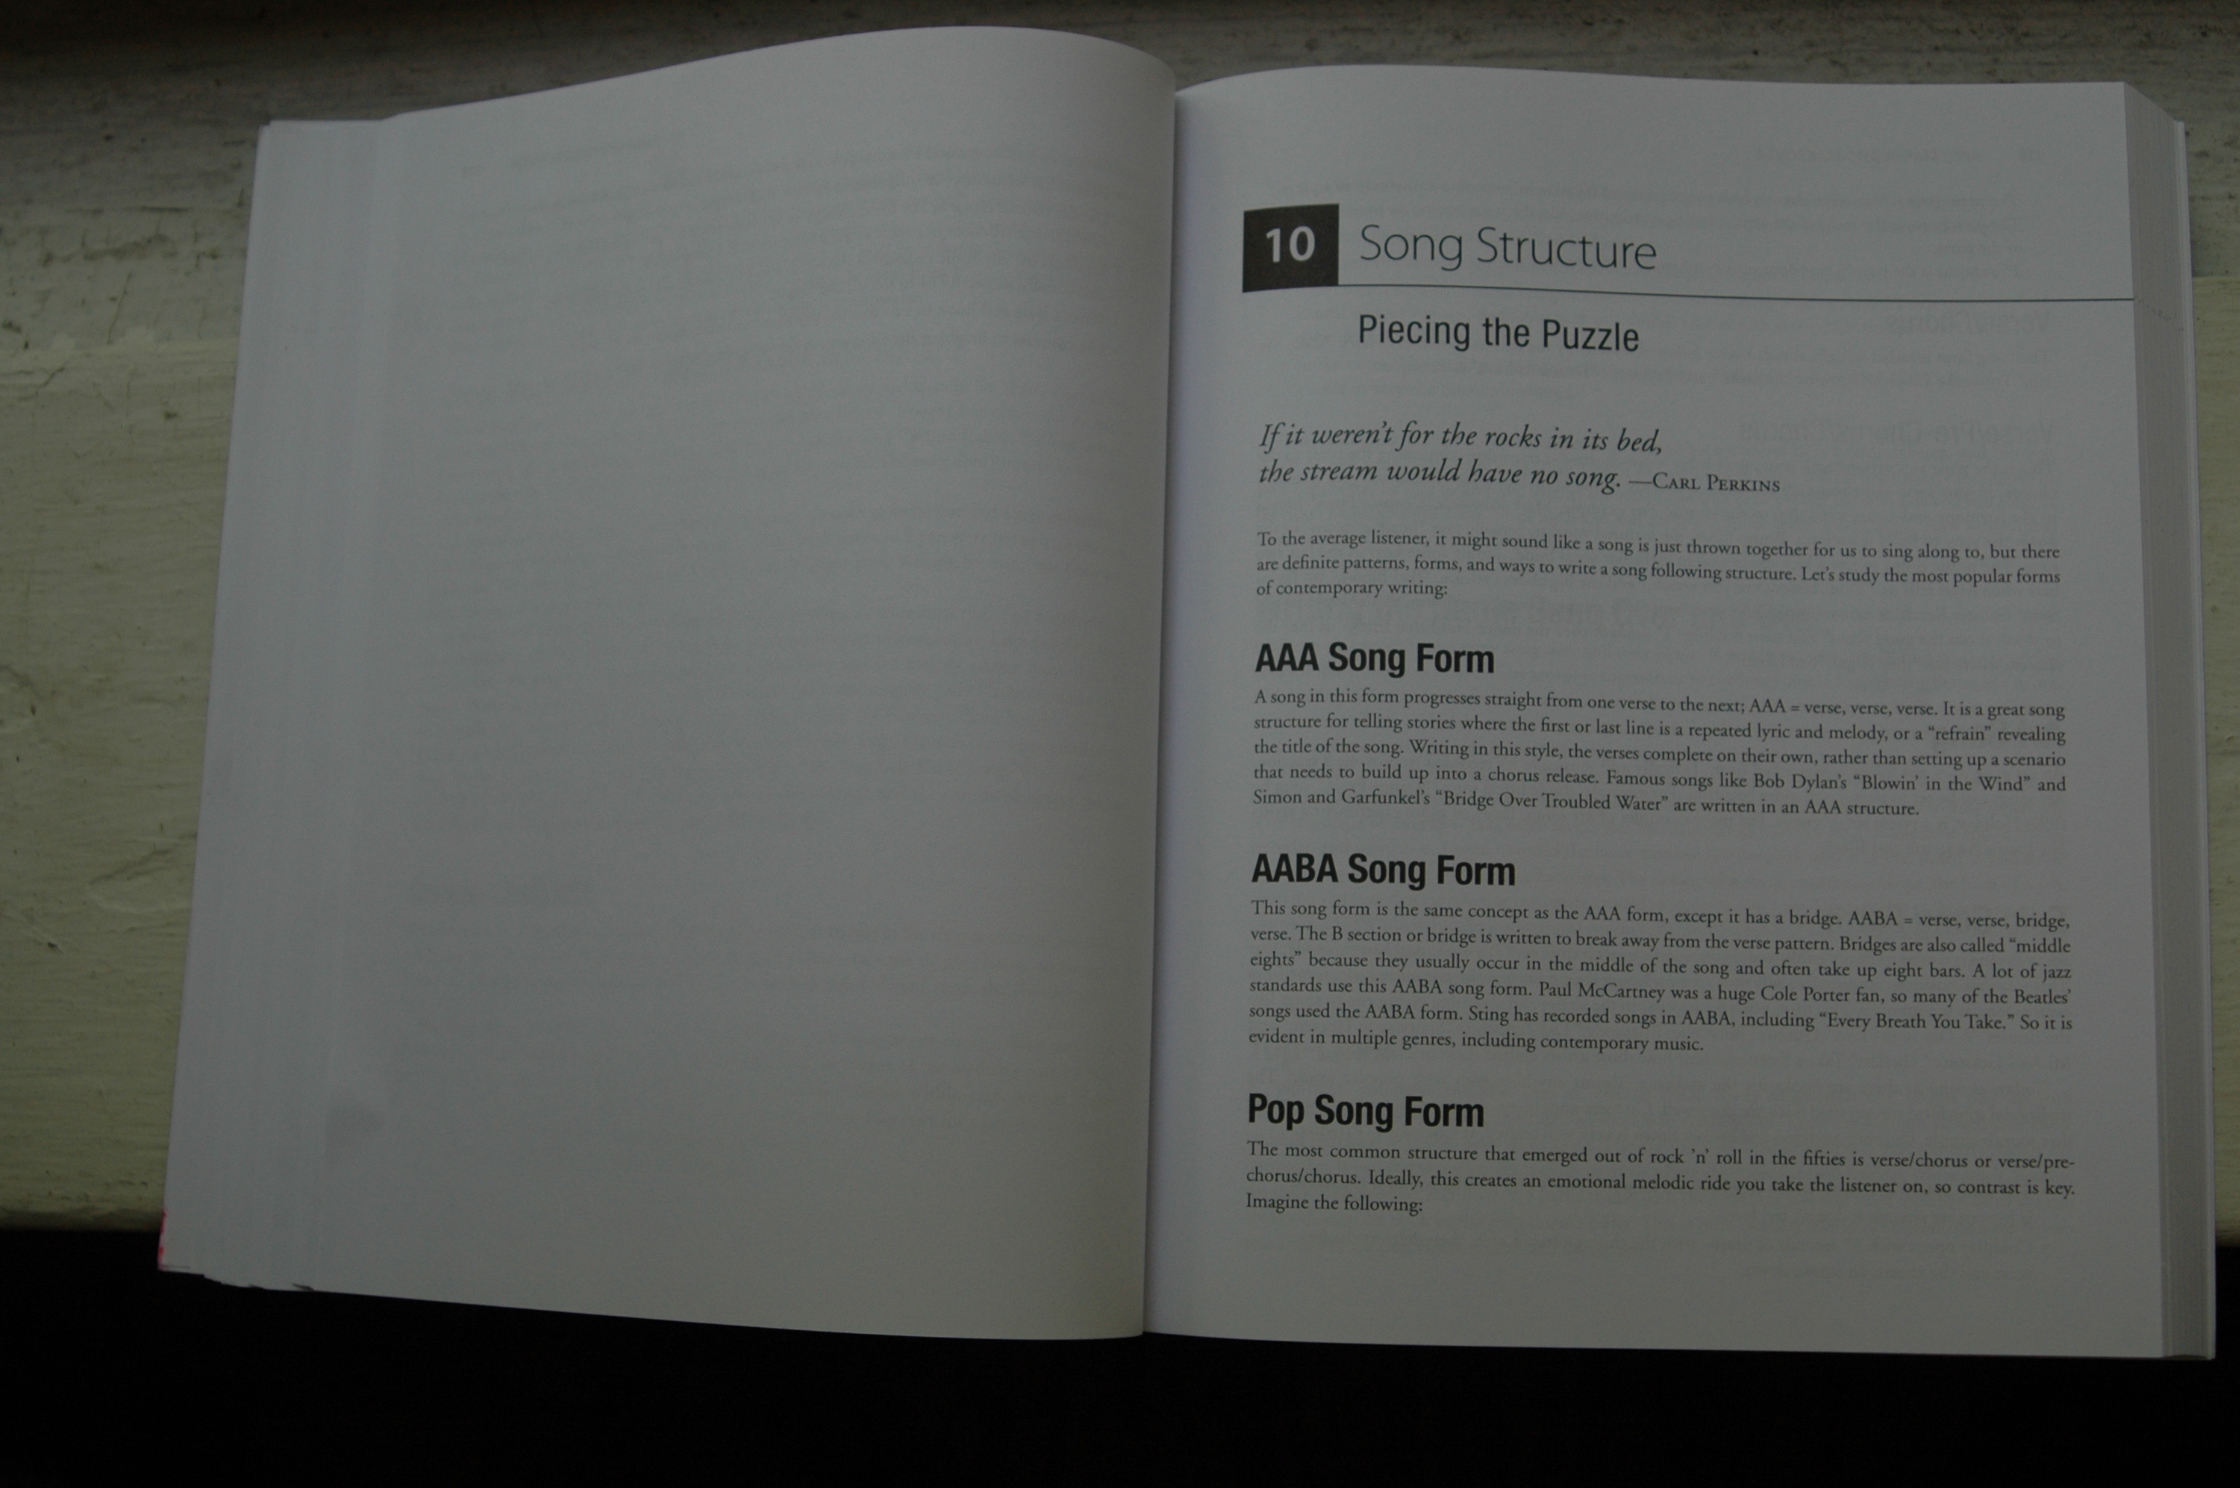 10 Song Structure
Piecing the Puzzle
If it weren't for the rocks in its bed,
the stream would have no song. —CARL PERKINS
To the average listener, it might sound like a song is just thrown together for us to sing along to, but there
are definite patterns, forms, and ways to write a song following structure. Let's study the most popular forms
of contemporary writing:
AAA Song Form
A song in this form progresses straight from one verse to the next; AAA = verse, verse, verse. It is a great song
structure for telling stories where the first or last line is a repeated lyric and melody, or a “refrain” revealing
the title of the song. Writing in this style, the verses complete on their own, rather than setting up a scenario
that needs to build up into a chorus release. Famous songs like Bob Dylan's “Blowin' in the Wind” and
Simon and Garfunkel's “Bridge Over Troubled Water” are written in an AAA structure.
AABA Song Form
This song form is the same concept as the AAA form, except it has a bridge. AABA = verse, verse, bridge,
verse. The B section or bridge is written to break away from the verse pattern. Bridges are also called “middle
eights” because they usually occur in the middle of the song and often take up eight bars. A lot of jazz
standards use this AABA song form. Paul McCartney was a huge Cole Porter fan, so many of the Beatles'
songs used the AABA form. Sting has recorded songs in AABA, including “Every Breath You Take.” So it is
evident in multiple genres, including contemporary music.
Pop Song Form
The most common structure that emerged out of rock 'n' roll in the fifties is verse/chorus or verse/pre-
chorus/chorus. Ideally, this creates an emotional melodic ride you take the listener on, so contrast is key.
Imagine the following: